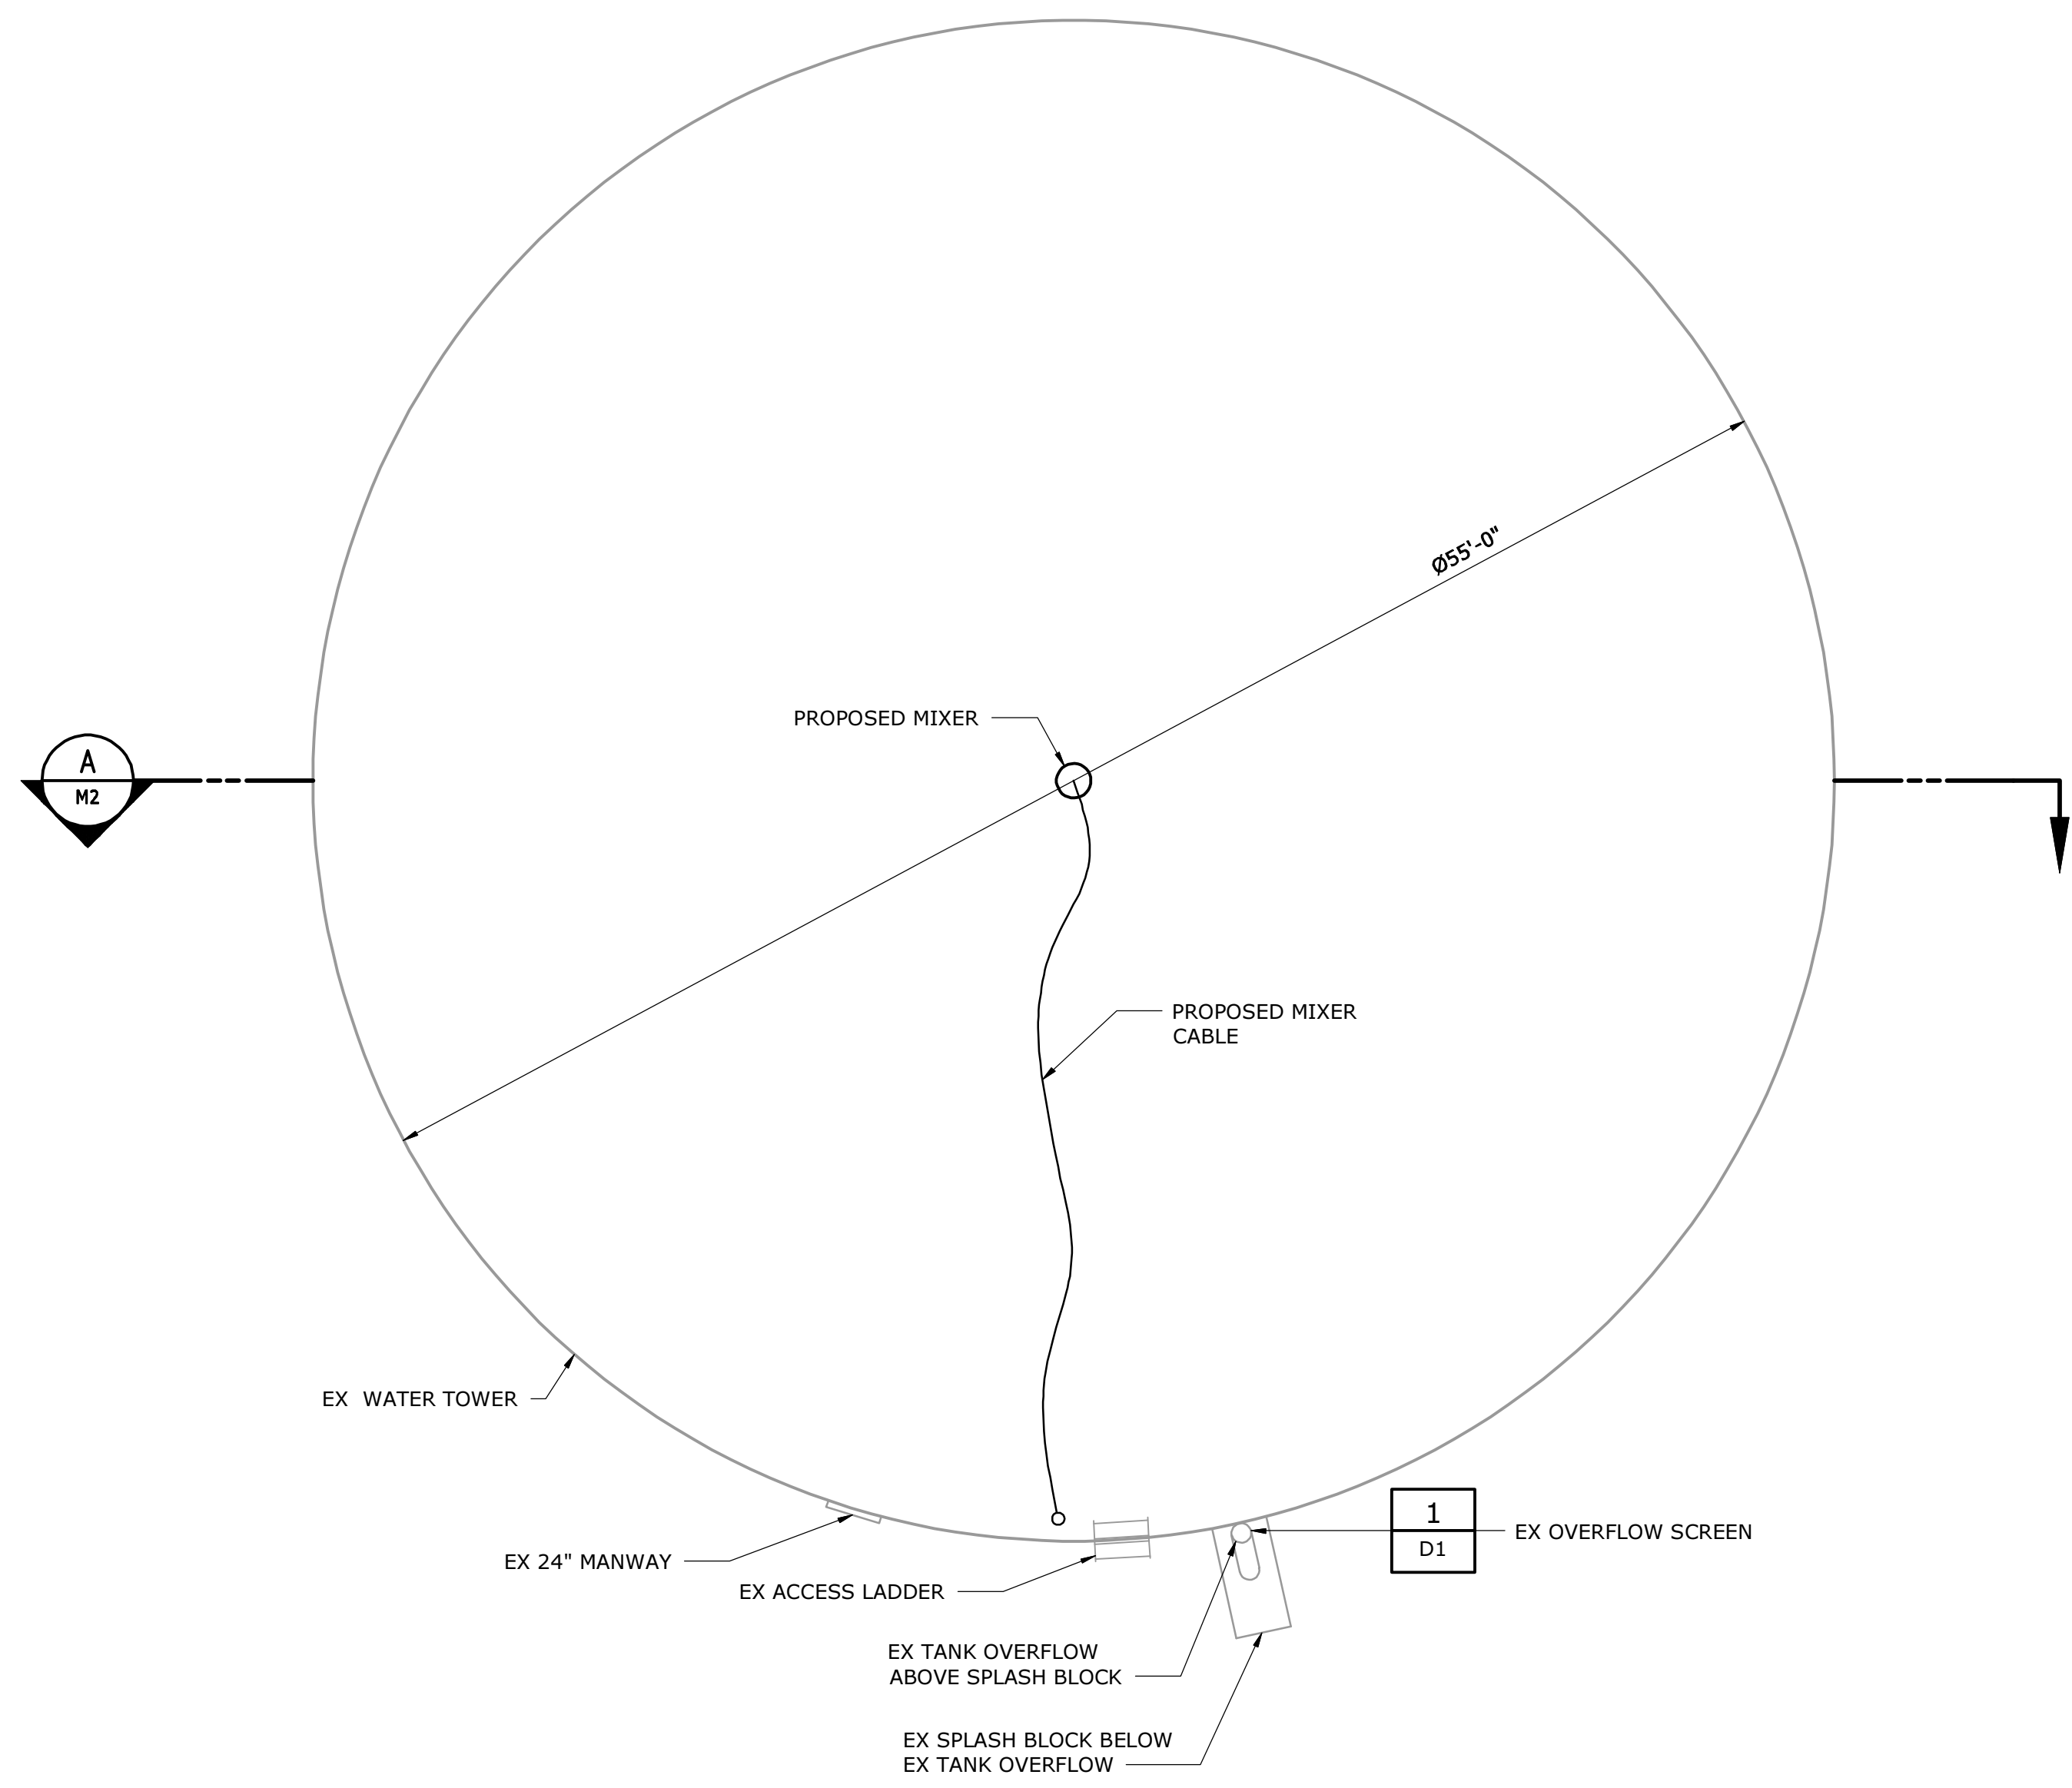 Ø55'-0"
PROPOSED MIXER
A
M2
PROPOSED MIXER
CABLE
EX  WATER TOWER
1
D1
EX OVERFLOW SCREEN
EX 24" MANWAY
EX ACCESS LADDER
EX TANK OVERFLOW
ABOVE SPLASH BLOCK
EX SPLASH BLOCK BELOW
EX TANK OVERFLOW